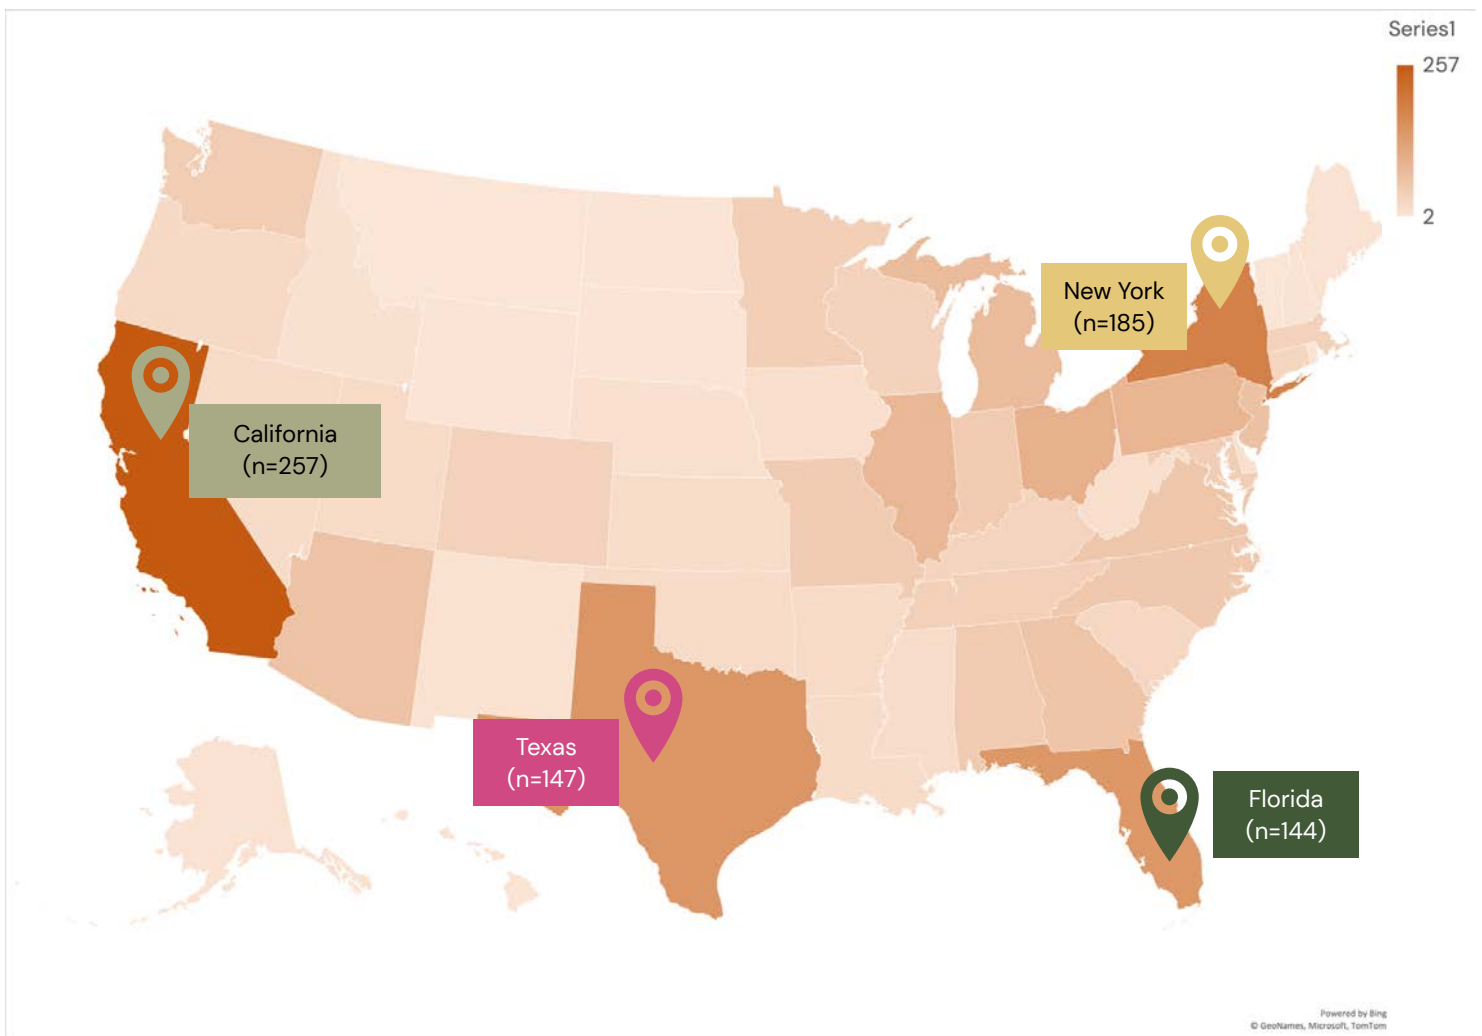 Series1
257
2
New York
(n=185)
California
(n=257)
Texas
(n=147)
Florida
(n=144)
Powered by Bing
© GeoNames, Microsoft, TomTom